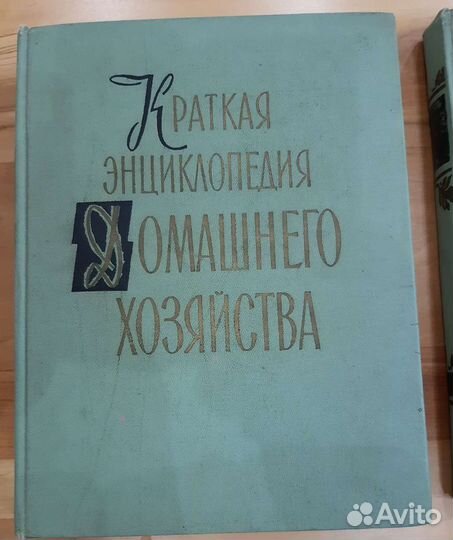 Краткая
энциклопедия
Домашнего
хозяйства
Avito